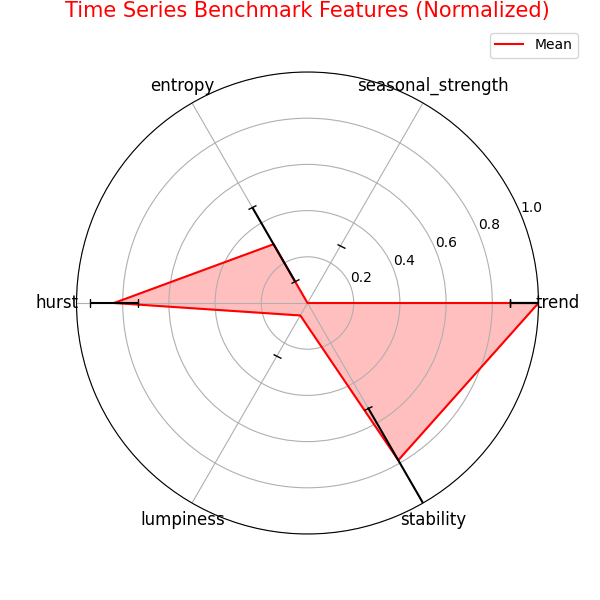 Time Series Benchmark Features (Normalized)
Mean
entropy
seasonal_strength
1.0
0.8
0.6
0.4
0.2
hurst
trend
lumpiness
stability